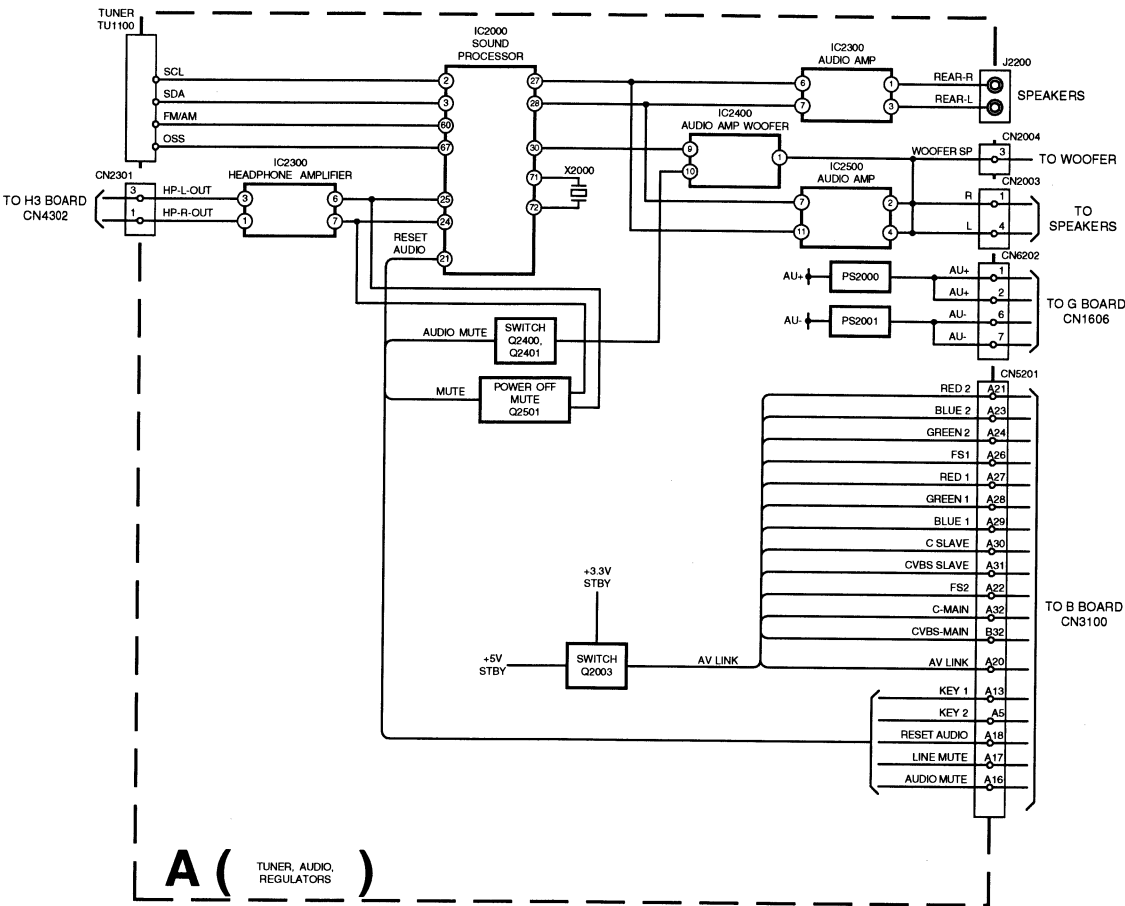 TUNER
TU1100
SCL
SDA
FM/AM
OSS
IC2000
SOUND
PROCESSOR
2
3
60
67
25
24
21
27
28
30
71
72
X2000
IC2300
AUDIO AMP
6
7
1
3
REAR-R
REAR-L
J2200
SPEAKERS
IC2400
AUDIO AMP WOOFER
9
10
1
WOOFER SP
CN2004
3
TO WOOFER
IC2500
AUDIO AMP
7
11
2
4
R
L
CN2003
1
4
TO
SPEAKERS
CN2301
3
1
TO H3 BOARD
CN4302
HP-L-OUT
HP-R-OUT
IC2300
HEADPHONE AMPLIFIER
3
1
6
7
RESET
AUDIO
AU+
PS2000
AU-
PS2001
AU+
AU+
AU-
AU-
CN6202
1
2
6
7
TO G BOARD
CN1606
AUDIO MUTE
SWITCH
Q2400,
Q2401
MUTE
POWER OFF
MUTE
Q2501
CN5201
RED 2 A21
BLUE 2 A23
GREEN 2 A24
FS1 A26
RED 1 A27
GREEN 1 A28
BLUE 1 A29
C SLAVE A30
CVBS SLAVE A31
FS2 A22
C-MAIN A32
CVBS-MAIN B32
AV LINK A20
KEY 1 A13
KEY 2 A5
RESET AUDIO A18
LINE MUTE A17
AUDIO MUTE A16
TO B BOARD
CN3100
+3.3V
STBY
+5V
STBY
SWITCH
Q2003
AV LINK
A ( TUNER, AUDIO,
REGULATORS )